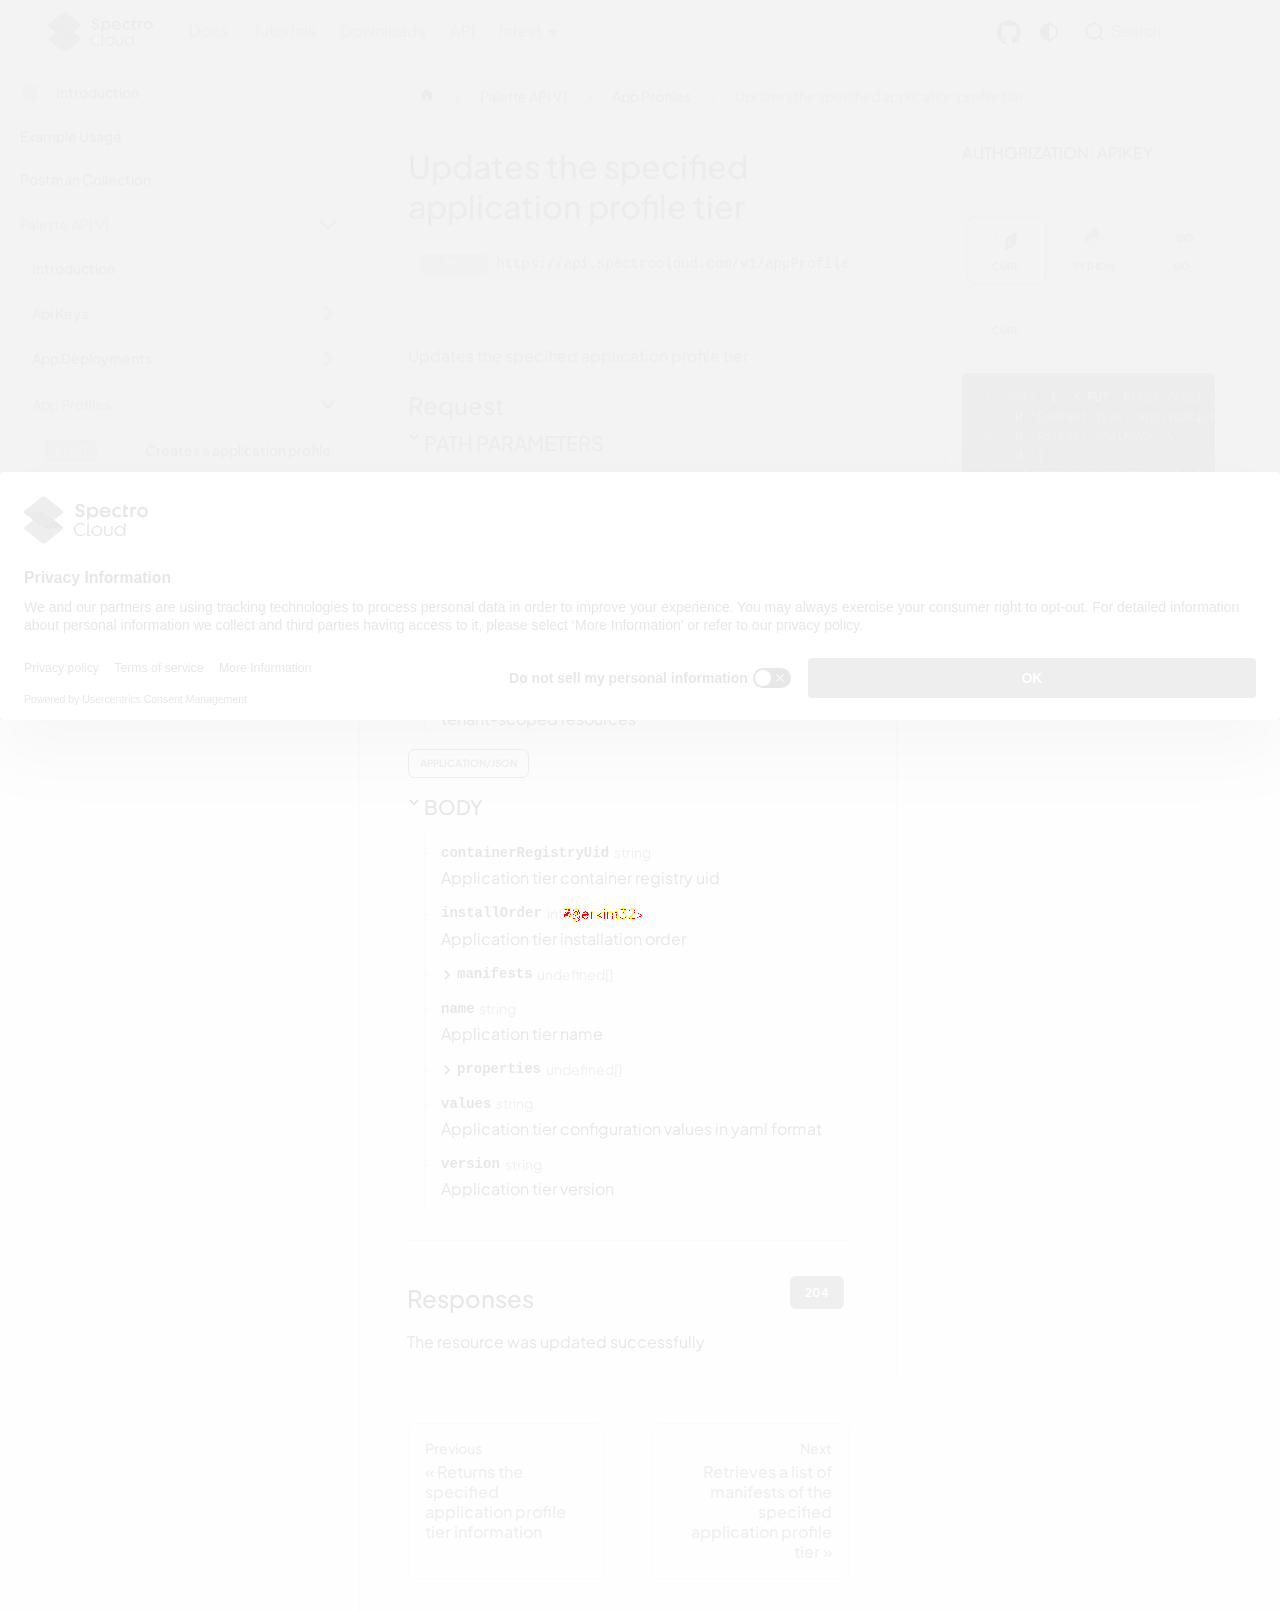 Spectro Cloud
Docs Tutorials Downloads API latest Search
Introduction
Example Usage
Postman Collection
Palette API V1
Introduction
Api Keys
App Deployments
App Profiles
Creates a application profile
Palette API V1 App Profiles Updates the specified application profile tier
Updates the specified
application profile tier
https://api.spectrocloud.com/v1/appProfile
Updates the specified application profile tier
Request
PATH PARAMETERS
AUTHORIZATION: APIKEY
CURL PYTHON GO
CURL
PUT
Spectro
Cloud
Privacy Information
We and our partners are using tracking technologies to process personal data in order to improve your experience. You may always exercise your consumer right to opt-out. For detailed information
about personal information we collect and third parties having access to it, please select 'More Information' or refer to our privacy policy.
Privacy policy Terms of service More Information
Powered by Usercentrics Consent Management
Do not sell my personal information
OK
tenant-scoped resources
APPLICATION/JSON
BODY
containerRegistryUid string
Application tier container registry uid
installOrder
Application tier installation order
manifests undefined[]
name string
Application tier name
properties undefined[]
values string
Application tier configuration values in yaml format
version string
Application tier version
Responses
204
The resource was updated successfully
Previous
« Returns the
specified
application profile
tier information
Next
Retrieves a list of
manifests of the
specified
application profile
tier »